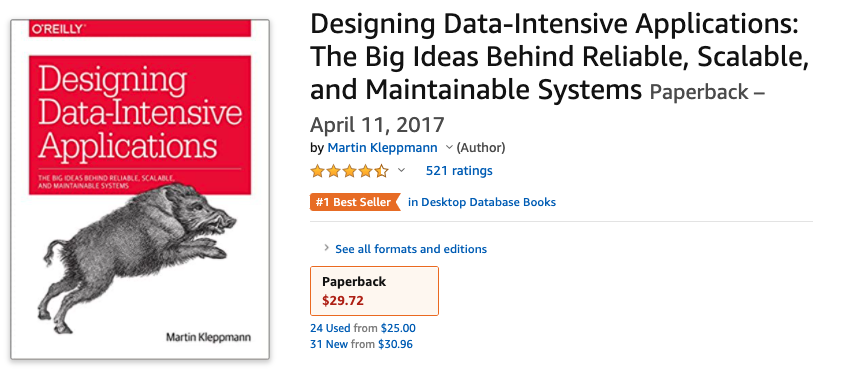 O'REILLY®
Designing
Data-Intensive
Applications
THE BIG IDEAS BEHIND RELIABLE, SCALABLE,
AND MAINTAINABLE SYSTEMS
Martin Kleppmann
Designing Data-Intensive Applications:
The Big Ideas Behind Reliable, Scalable,
and Maintainable Systems Paperback –
April 11, 2017
by Martin Kleppmann (Author)
521 ratings
#1 Best Seller in Desktop Database Books
See all formats and editions
Paperback
$29.72
24 Used from $25.00
31 New from $30.96